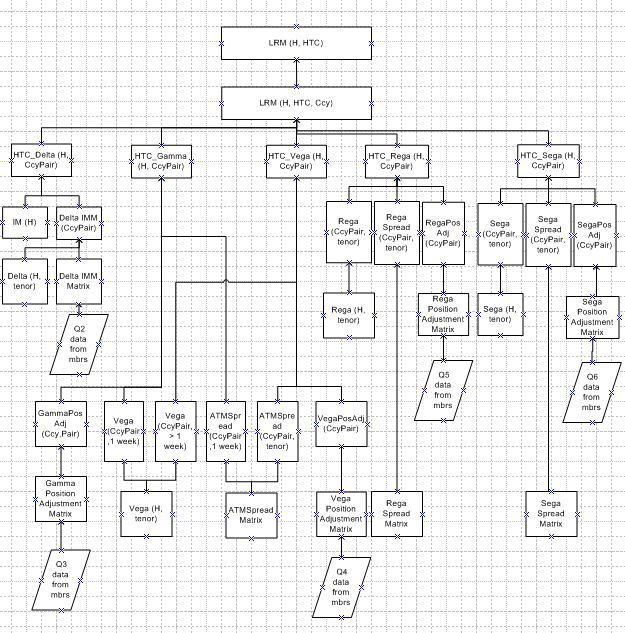 LRM (H, HTC)
LRM (H, HTC, Ccy)
HTC_Delta (H,
CcyPair)
HTC_Gamma
(H, CcyPair)
HTC_Vega (H,
CcyPair)
HTC_Rega (H,
CcyPair)
HTC_Sega (H,
CcyPair)
IM (H)
Delta IMM
(CcyPair)
Rega
(CcyPair,
tenor)
Rega
Spread
(CcyPair,
tenor)
RegaPos
Adj
(CcyPair)
Sega
(CcyPair,
tenor)
Sega
Spread
(CcyPair,
tenor)
SegaPos
Adj
(CcyPair)
Delta (H,
tenor)
Delta IMM
Matrix
Rega (H,
tenor)
Rega
Position
Adjustment
Matrix
Sega (H,
tenor)
Sega
Position
Adjustment
Matrix
Q2
data
from
mbrs
Q5
data
from
mbrs
Q6
data
from
mbrs
GammaPos
Adj
(Ccy,Pair)
Vega
(CcyPair
,1 week)
Vega
(CcyPair,
> 1
week)
ATMSpr
ead
(CcyPair
,1 week)
ATMSpr
ead
(CcyPair,
tenor)
VegaPosAdj
(CcyPair)
Gamma
Position
Adjustment
Matrix
Vega (H,
tenor)
ATMSpread
Matrix
Vega
Position
Adjustment
Matrix
Rega
Spread
Matrix
Sega
Spread
Matrix
Q3
data
from
mbrs
Q4
data
from
mbrs